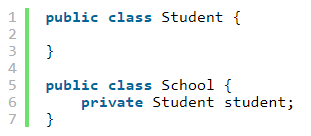 1 public class Student {
2
3 }
4
5 public class School {
6     private Student student;
7 }